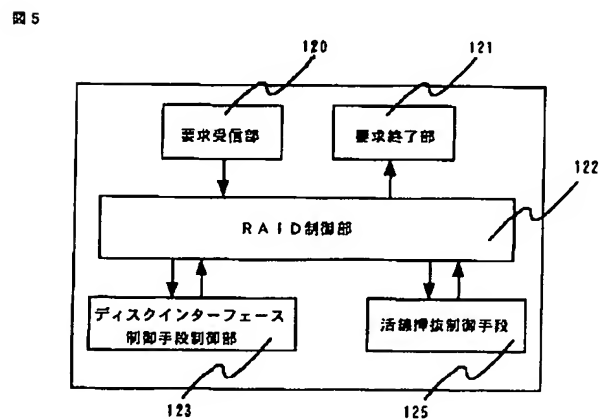 図5
120
121
要求受信部
要求終了部
122
RAID制御部
ディスクインターフェース
制御手段制御部
活線挿抜制御手段
123
125